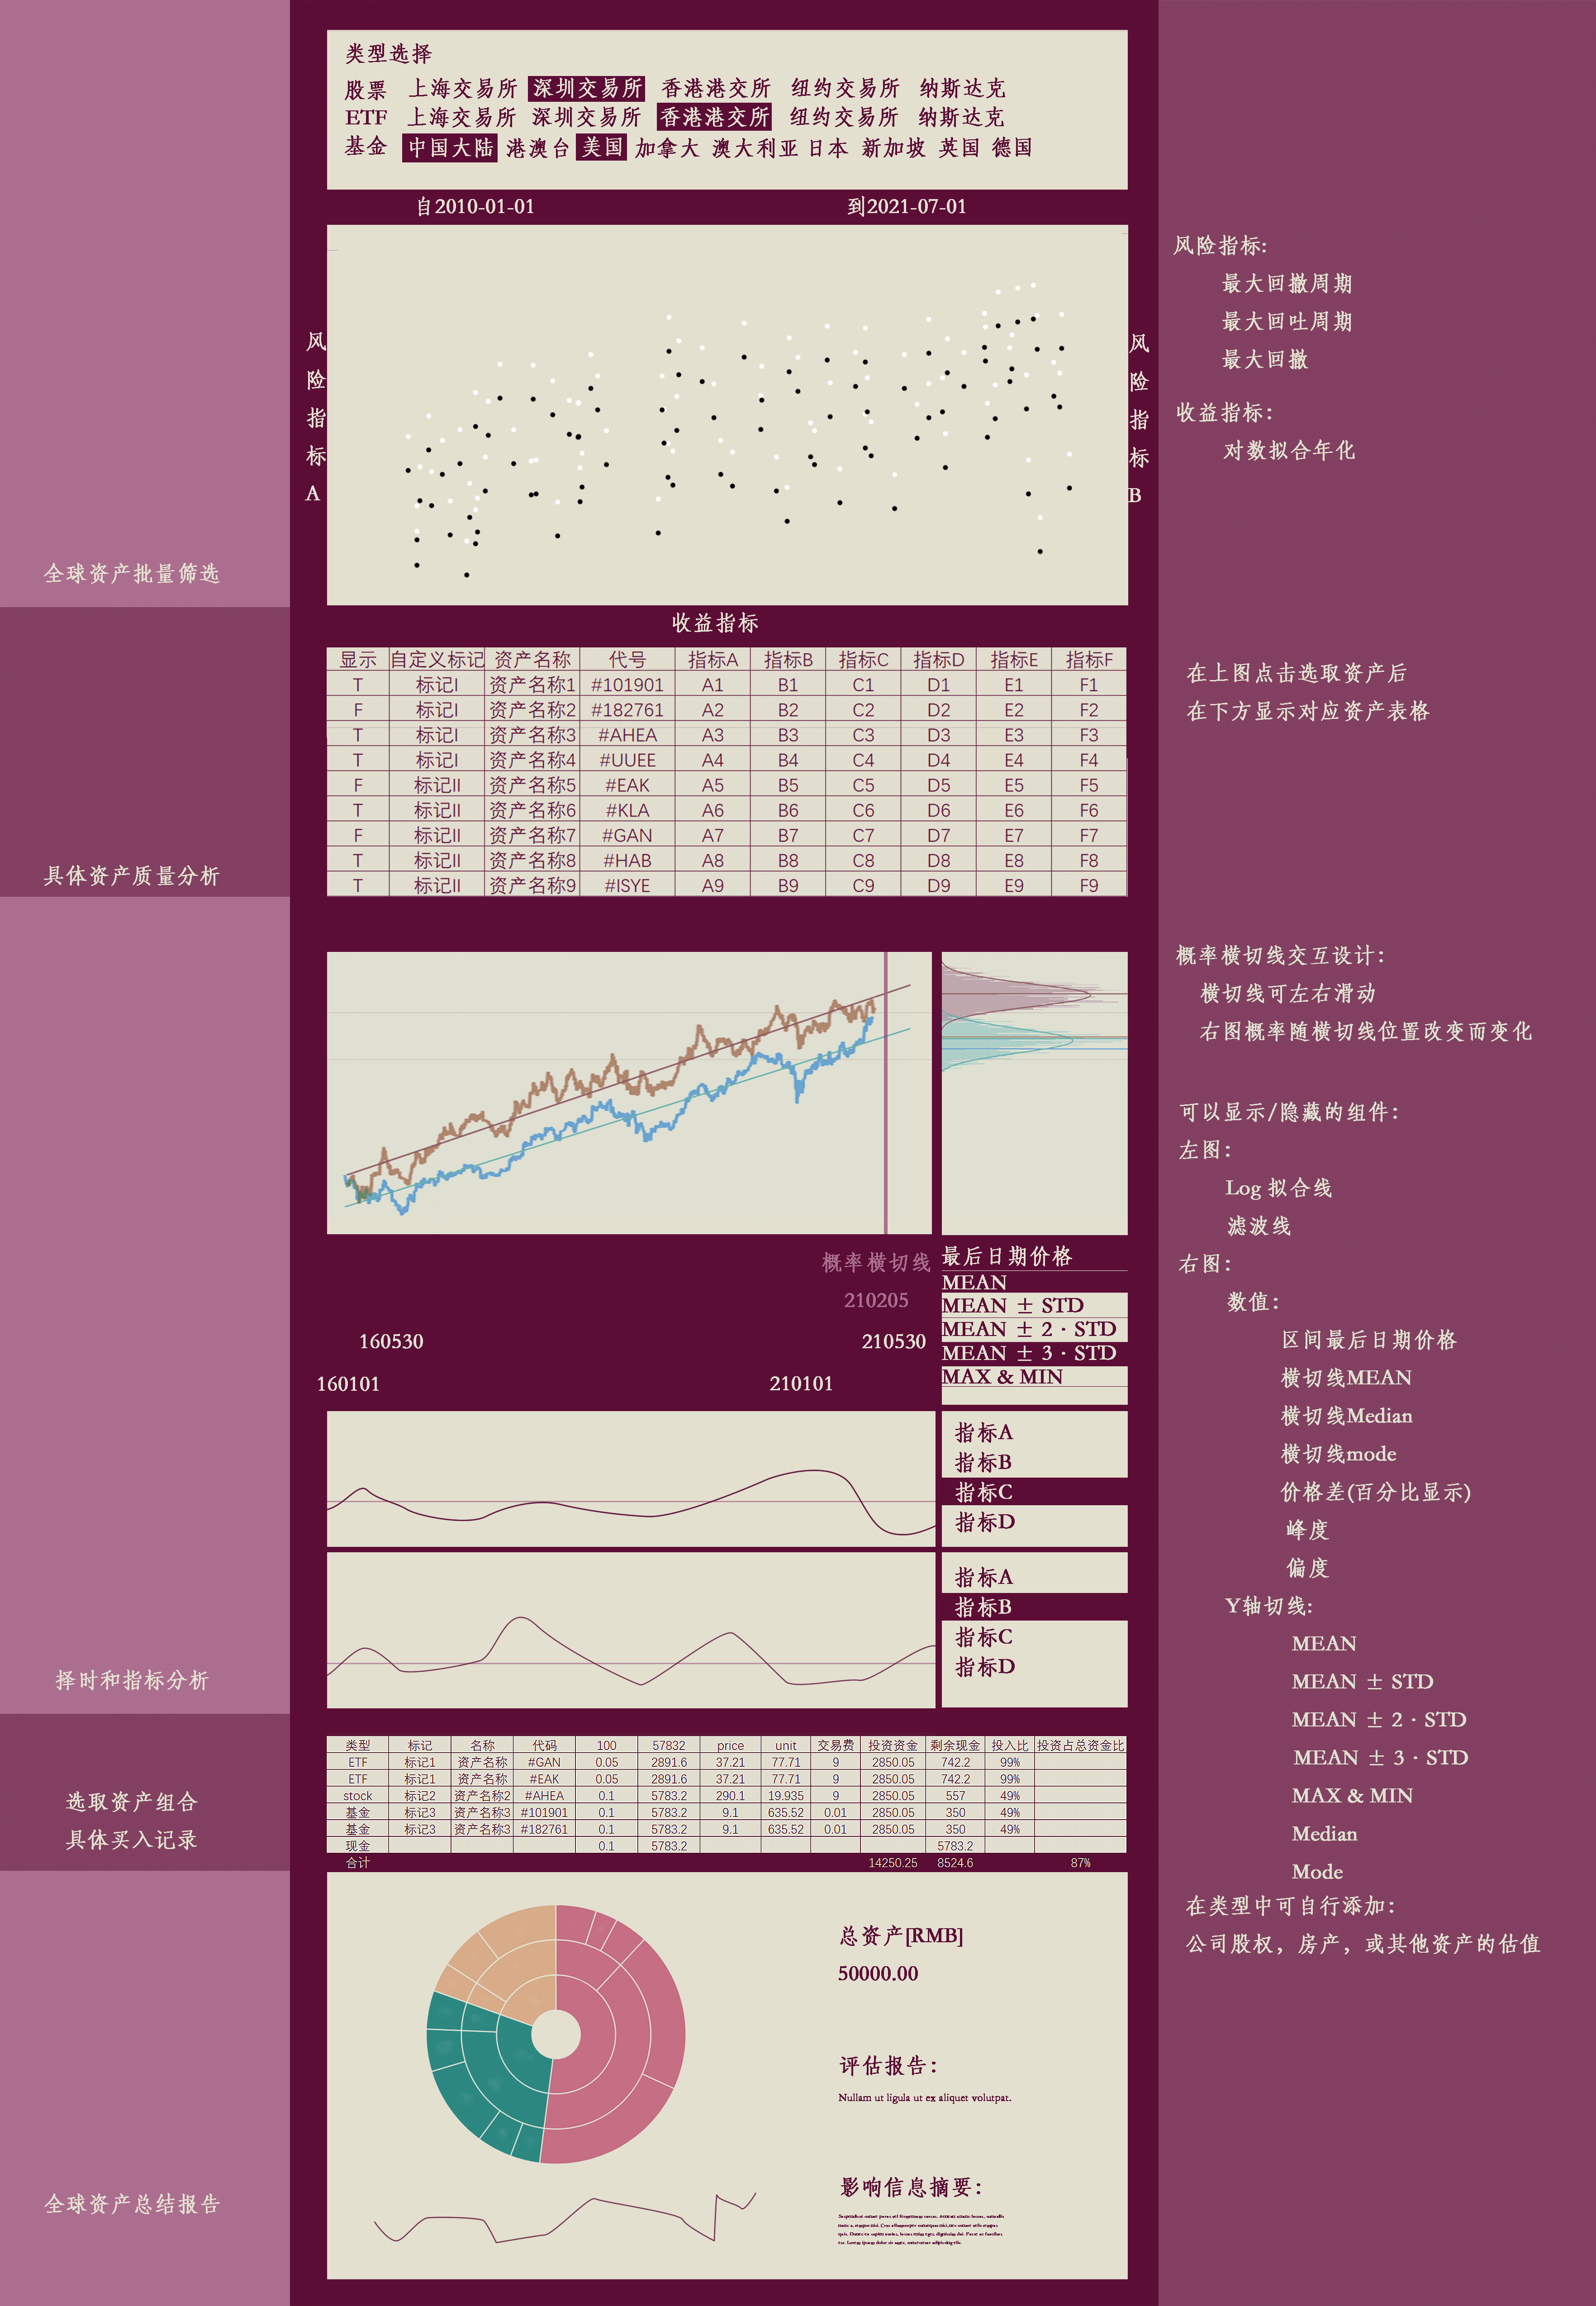 类型选择
股票 上海交易所 深圳交易所 香港港交所 纽约交易所 纳斯达克
ETF 上海交易所 深圳交易所 香港港交所 纽约交易所 纳斯达克
基金 中国大陆 港澳台 美国 加拿大 澳大利亚 日本 新加坡 英国 德国
自2010-01-01 到2021-07-01
风险指标A
风险指标B
收益指标
风险指标:
最大回撤周期
最大回吐周期
最大回撤
收益指标:
对数拟合年化
全球资产批量筛选
显示 自定义标记 资产名称 代号 指标A 指标B 指标C 指标D 指标E 指标F
T 标记I 资产名称1 #101901 A1 B1 C1 D1 E1 F1
F 标记I 资产名称2 #182761 A2 B2 C2 D2 E2 F2
T 标记I 资产名称3 #AHEA A3 B3 C3 D3 E3 F3
T 标记I 资产名称4 #UUEE A4 B4 C4 D4 E4 F4
F 标记II 资产名称5 #EAK A5 B5 C5 D5 E5 F5
T 标记II 资产名称6 #KLA A6 B6 C6 D6 E6 F6
F 标记II 资产名称7 #GAN A7 B7 C7 D7 E7 F7
T 标记II 资产名称8 #HAB A8 B8 C8 D8 E8 F8
T 标记II 资产名称9 #ISYE A9 B9 C9 D9 E9 F9
在上图点击选取资产后
在下方显示对应资产表格
具体资产质量分析
概率横切线
210205
160530 210530
160101 210101
最后日期价格
MEAN
MEAN ± STD
MEAN ± 2 · STD
MEAN ± 3 · STD
MAX & MIN
指标A
指标B
指标C
指标D
指标A
指标B
指标C
指标D
概率横切线交互设计:
横切线可左右滑动
右图概率随横切线位置改变而变化
可以显示/隐藏的组件:
左图:
Log 拟合线
滤波线
右图:
数值:
区间最后日期价格
横切线MEAN
横切线Median
横切线mode
价格差(百分比显示)
峰度
偏度
Y轴切线:
MEAN
MEAN ± STD
MEAN ± 2 · STD
MEAN ± 3 · STD
MAX & MIN
Median
Mode
择时和指标分析
类型 标记 名称 代码 100 57832 price unit 交易费 投资资金 剩余现金 投入比 投资占总资金比
ETF 标记1 资产名称 #GAN 0.05 2891.6 37.21 77.71 9 2850.05 742.2 99%
ETF 标记1 资产名称 #EAK 0.05 2891.6 37.21 77.71 9 2850.05 742.2 99%
stock 标记2 资产名称2 #AHEA 0.1 5783.2 290.1 19.935 9 2850.05 557 49%
基金 标记3 资产名称3 #101901 0.1 5783.2 9.1 635.52 0.01 2850.05 350 49%
基金 标记3 资产名称3 #182761 0.1 5783.2 9.1 635.52 0.01 2850.05 350 49%
现金 0.1 5783.2 5783.2
合计 14250.25 8524.6 87%
选取资产组合
具体买入记录
在类型中可自行添加:
公司股权，房产，或其他资产的估值
总资产[RMB]
50000.00
评估报告:
Nullam ut ligula ut ex aliquet volutpat.
影响信息摘要:
全球资产总结报告